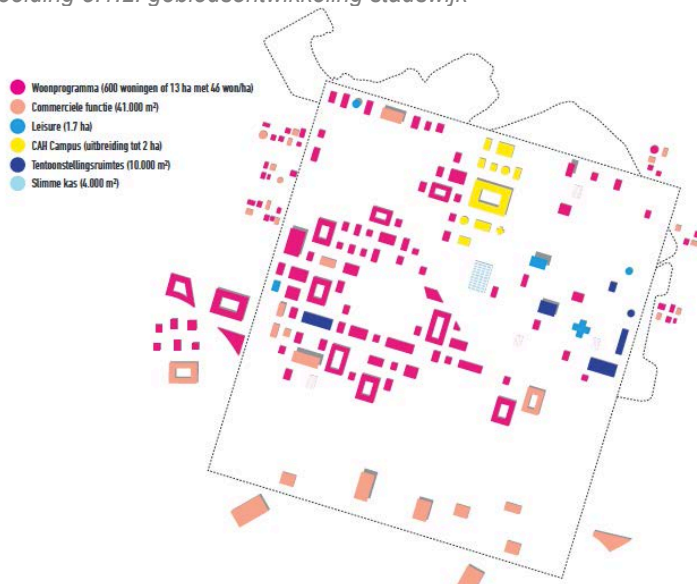 Woonprogramma (600 woningen of 13 ha met 46 won/ha)
Commerciele functie (41.000 m²)
Leisure (1.7 ha)
CAH Campus (uitbreiding tot 2 ha)
Tentoonstellingsruimtes (10.000 m²)
Slimme kas (4.000 m²)